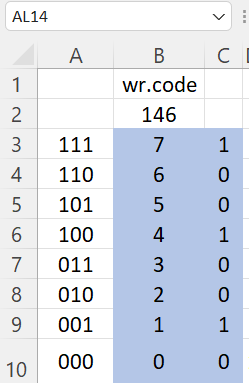 AL14
A B C
1 wr.code
2 146
3 111 7 1
4 110 6 0
5 101 5 0
6 100 4 1
7 011 3 0
8 010 2 0
9 001 1 1
10 000 0 0